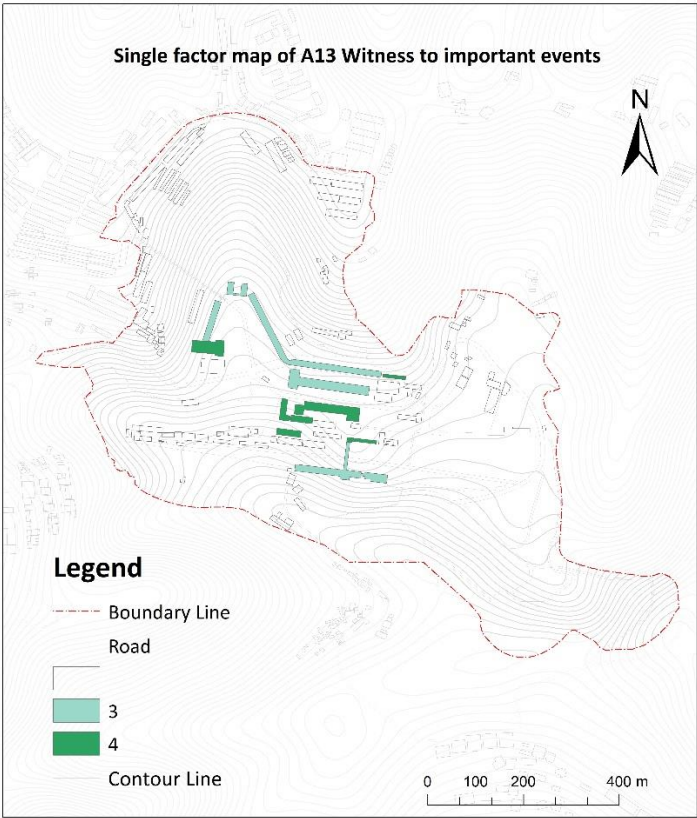 Single factor map of A13 Witness to important events
N
Legend
Boundary Line
Road
3
4
Contour Line
0 100 200 400 m